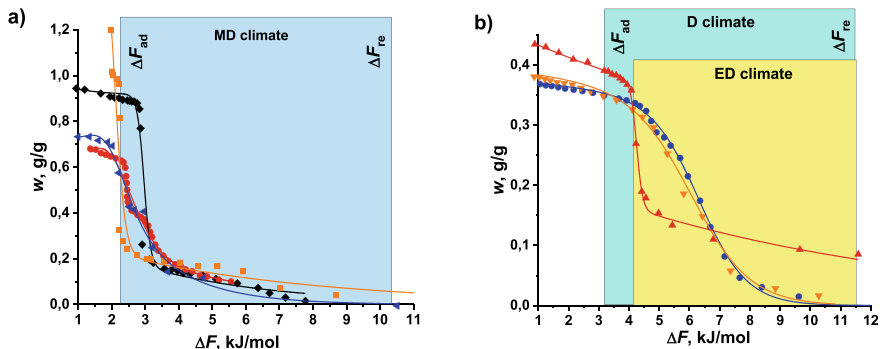 a)
MD climate
ΔFad
ΔFre
w, g/g
1,2
1,0
0,8
0,6
0,4
0,2
0,0
1 2 3 4 5 6 7 8 9 10 11
ΔF, kJ/mol
b)
D climate
ED climate
ΔFad
ΔFre
w, g/g
0,4
0,3
0,2
0,1
0,0
1 2 3 4 5 6 7 8 9 10 11 12
ΔF, kJ/mol